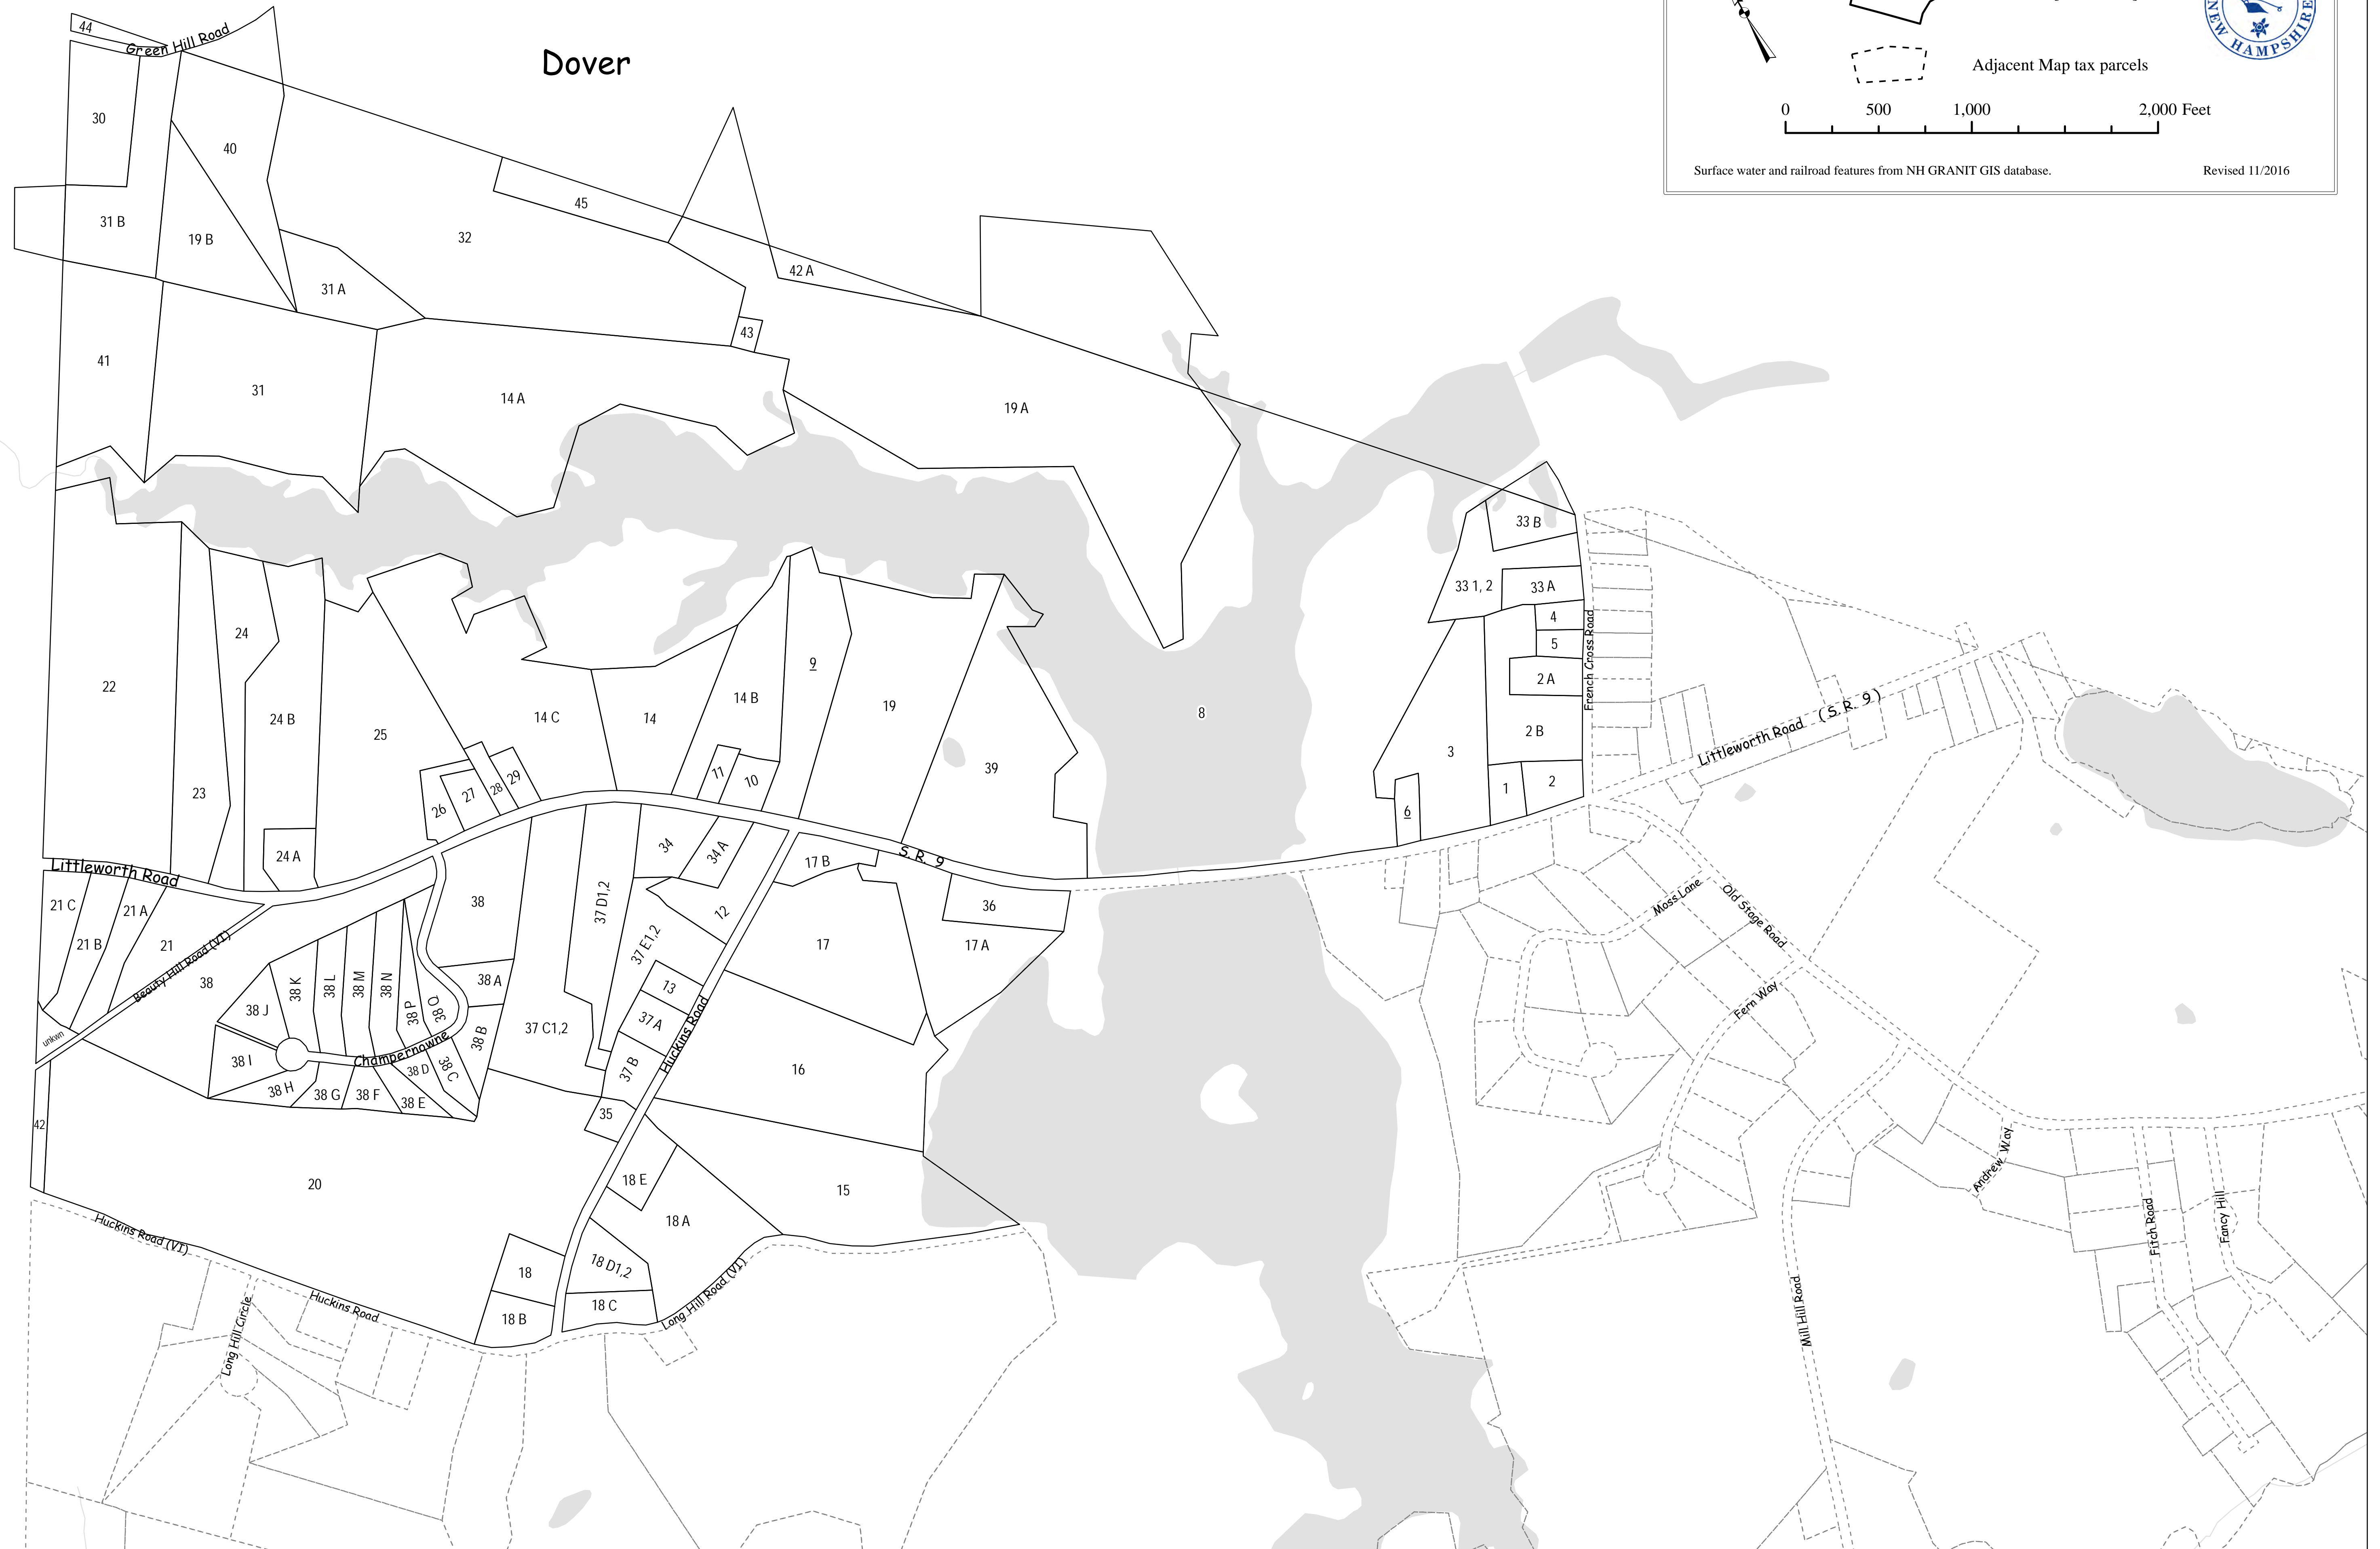 44
Green Hill Road
Dover
NEW HAMPSHIRE
Adjacent Map tax parcels
0 500 1,000 2,000 Feet
Surface water and railroad features from NH GRANIT GIS database.
Revised 11/2016
30
40
31 B
19 B
45
32
42 A
31 A
43
41
31
14 A
19 A
33 B
33 1, 2
33 A
4
5
2 A
French Cross Road
2 B
3
1
2
6
8
22
23
24
24 B
24 A
25
26
27
28
29
14 C
14
14 B
9
11
10
19
39
Littleworth Road (S. R. 9)
Littleworth Road
S. R. 9
21 C
21 B
21 A
21
Beauty Hill Road (VI)
unkwn
38
38
38 J
38 K
38 L
38 M
38 N
38 P
38 Q
38 A
38 B
38 I
38 H
38 G
38 F
38 E
38 D
38 C
Champernowne
37 D1,2
37 C1,2
37 E1,2
34
34 A
12
13
37 A
37 B
35
Huckins Road
17 B
17
36
17 A
16
15
42
20
Huckins Road (VI)
Huckins Road
Long Hill Circle
18
18 B
18 E
18 A
18 D1,2
18 C
Long Hill Road (VI)
Moss Lane
Old Stage Road
Fern Way
Mill Hill Road
Andrew Way
Fitch Road
Fancy Hill